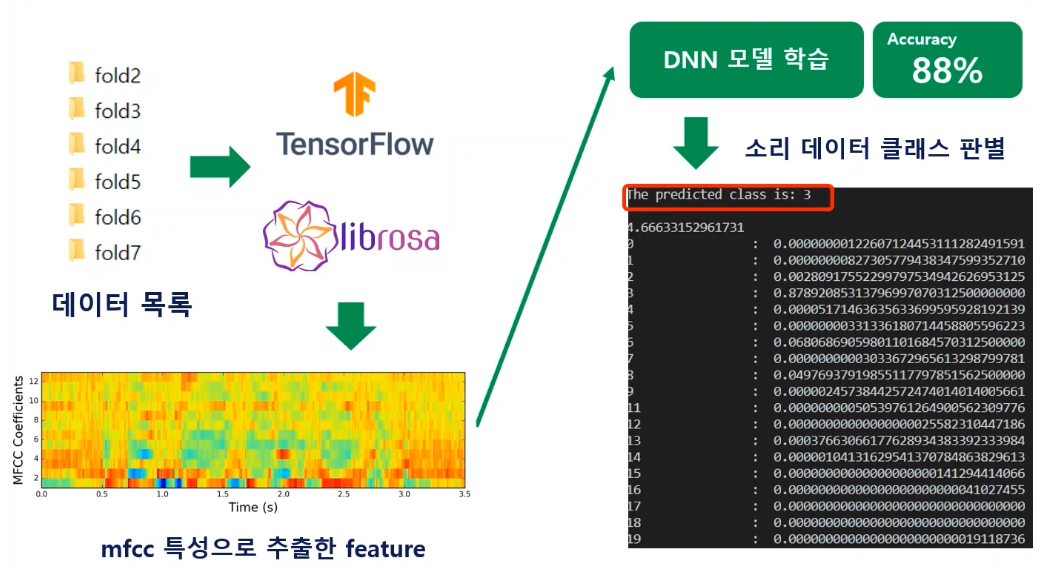 fold2
fold3
fold4
fold5
fold6
fold7
데이터 목록
TensorFlow
librosa
MFCC Coefficients
12
10
8
6
4
2
0.0 0.5 1.0 1.5 2.0 2.5 3.0 3.5
Time (s)
mfcc 특성으로 추출한 feature
DNN 모델 학습
Accuracy
88%
소리 데이터 클래스 판별
The predicted class is: 3
4.66633152961731
0 : 0.00000000122607124453111282491591
1 : 0.00000000827305779438347599352710
2 : 0.00280917552299797534942626953125
3 : 0.87892085313796997070312500000000
4 : 0.00005171463635633699595928192139
5 : 0.00000000331336180714458805596223
6 : 0.06806869059801101684570312500000
7 : 0.00000000003033672965613298799781
8 : 0.04976937919855117797851562500000
9 : 0.00000245738442572474014014005661
11 : 0.0000000050539761264900562309776
12 : 0.00000000000000000025582310447186
13 : 0.00037663066177628934383392333984
14 : 0.00000104131629541370784863829613
15 : 0.00000000000000000000141294414066
16 : 0.00000000000000000000000041027455
17 : 0.00000000000000000000000000000000
18 : 0.00000000000000000000000000000000
19 : 0.00000000000000000000000019118736